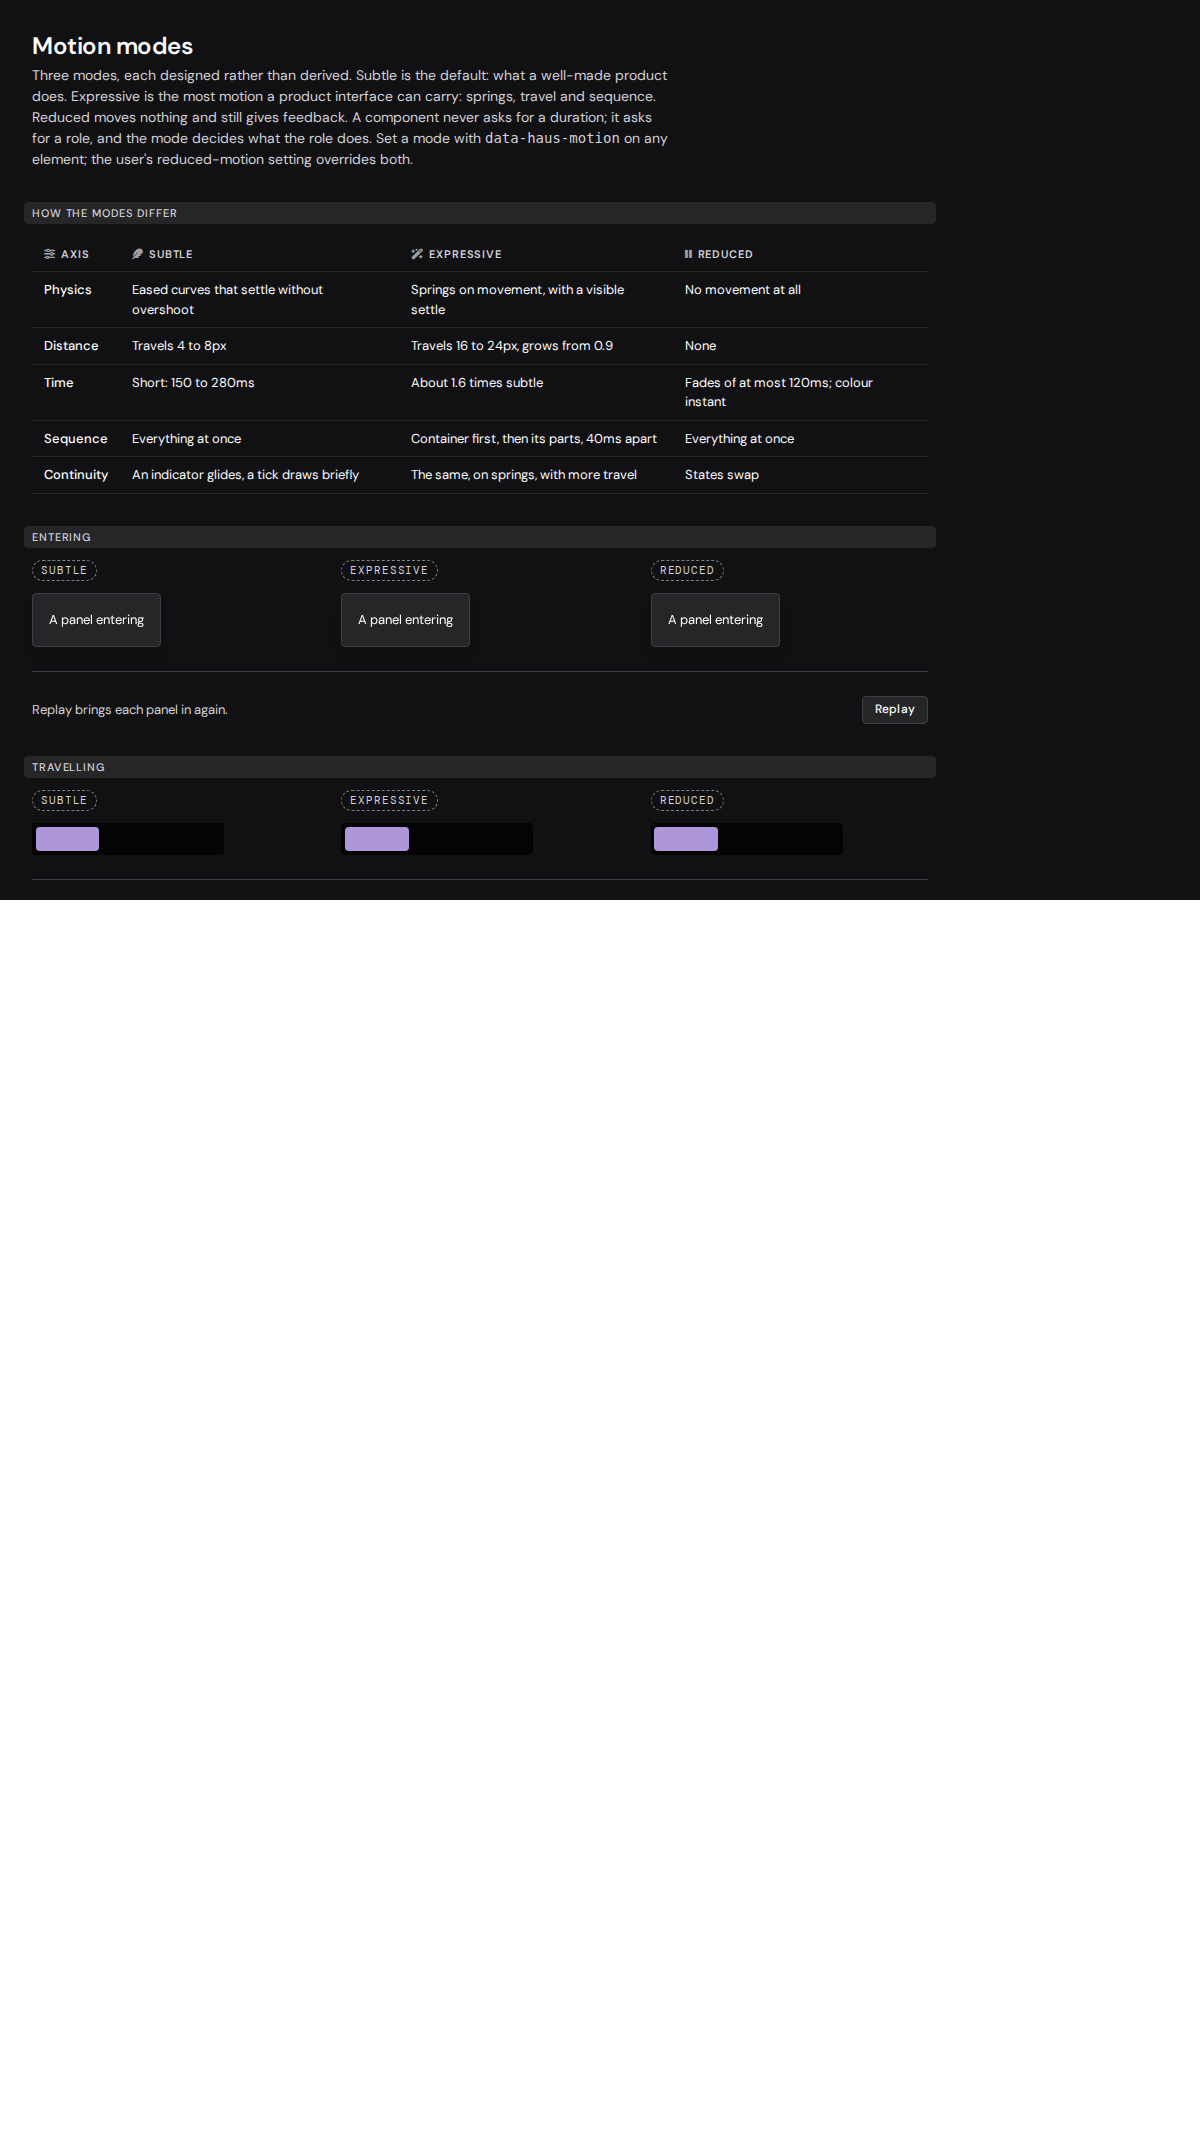 Motion modes
Three modes, each designed rather than derived. Subtle is the default: what a well-made product
does. Expressive is the most motion a product interface can carry: springs, travel and sequence.
Reduced moves nothing and still gives feedback. A component never asks for a duration; it asks
for a role, and the mode decides what the role does. Set a mode with data-haus-motion on any
element; the user's reduced-motion setting overrides both.
HOW THE MODES DIFFER
AXIS SUBTLE EXPRESSIVE REDUCED
Physics Eased curves that settle without Springs on movement, with a visible No movement at all
overshoot settle
Distance Travels 4 to 8px Travels 16 to 24px, grows from 0.9 None
Time Short: 150 to 280ms About 1.6 times subtle Fades of at most 120ms; colour
instant
Sequence Everything at once Container first, then its parts, 40ms apart Everything at once
Continuity An indicator glides, a tick draws briefly The same, on springs, with more travel States swap
ENTERING
SUBTLE EXPRESSIVE REDUCED
A panel entering A panel entering A panel entering
Replay brings each panel in again. Replay
TRAVELLING
SUBTLE EXPRESSIVE REDUCED